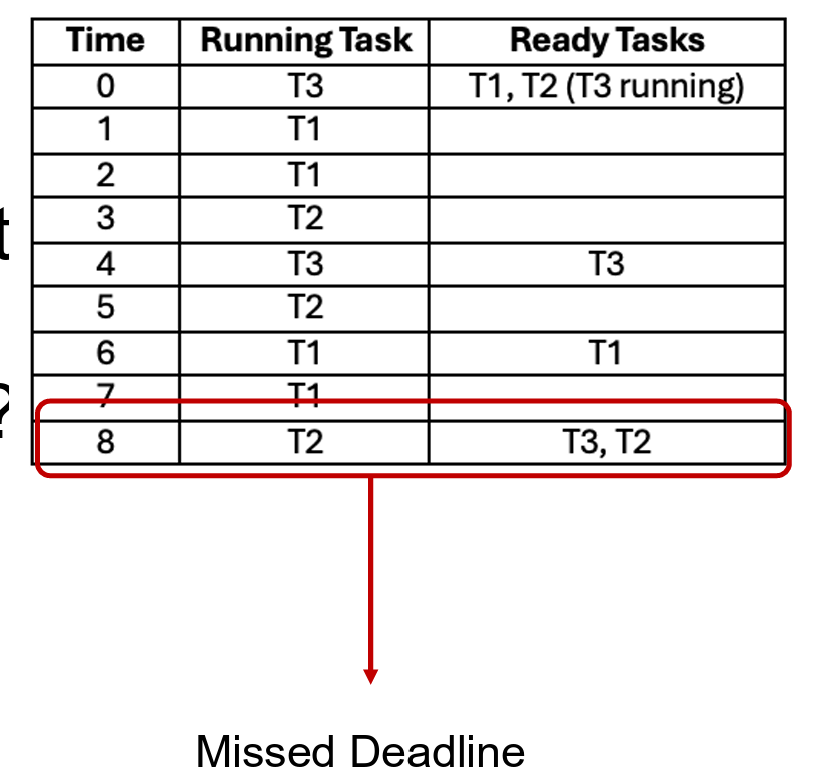 Time Running Task Ready Tasks
0 T3 T1, T2 (T3 running)
1 T1
2 T1
t
3 T2
4 T3 T3
5 T2
6 T1 T1
7 T1
?
8 T2 T3, T2
Missed Deadline